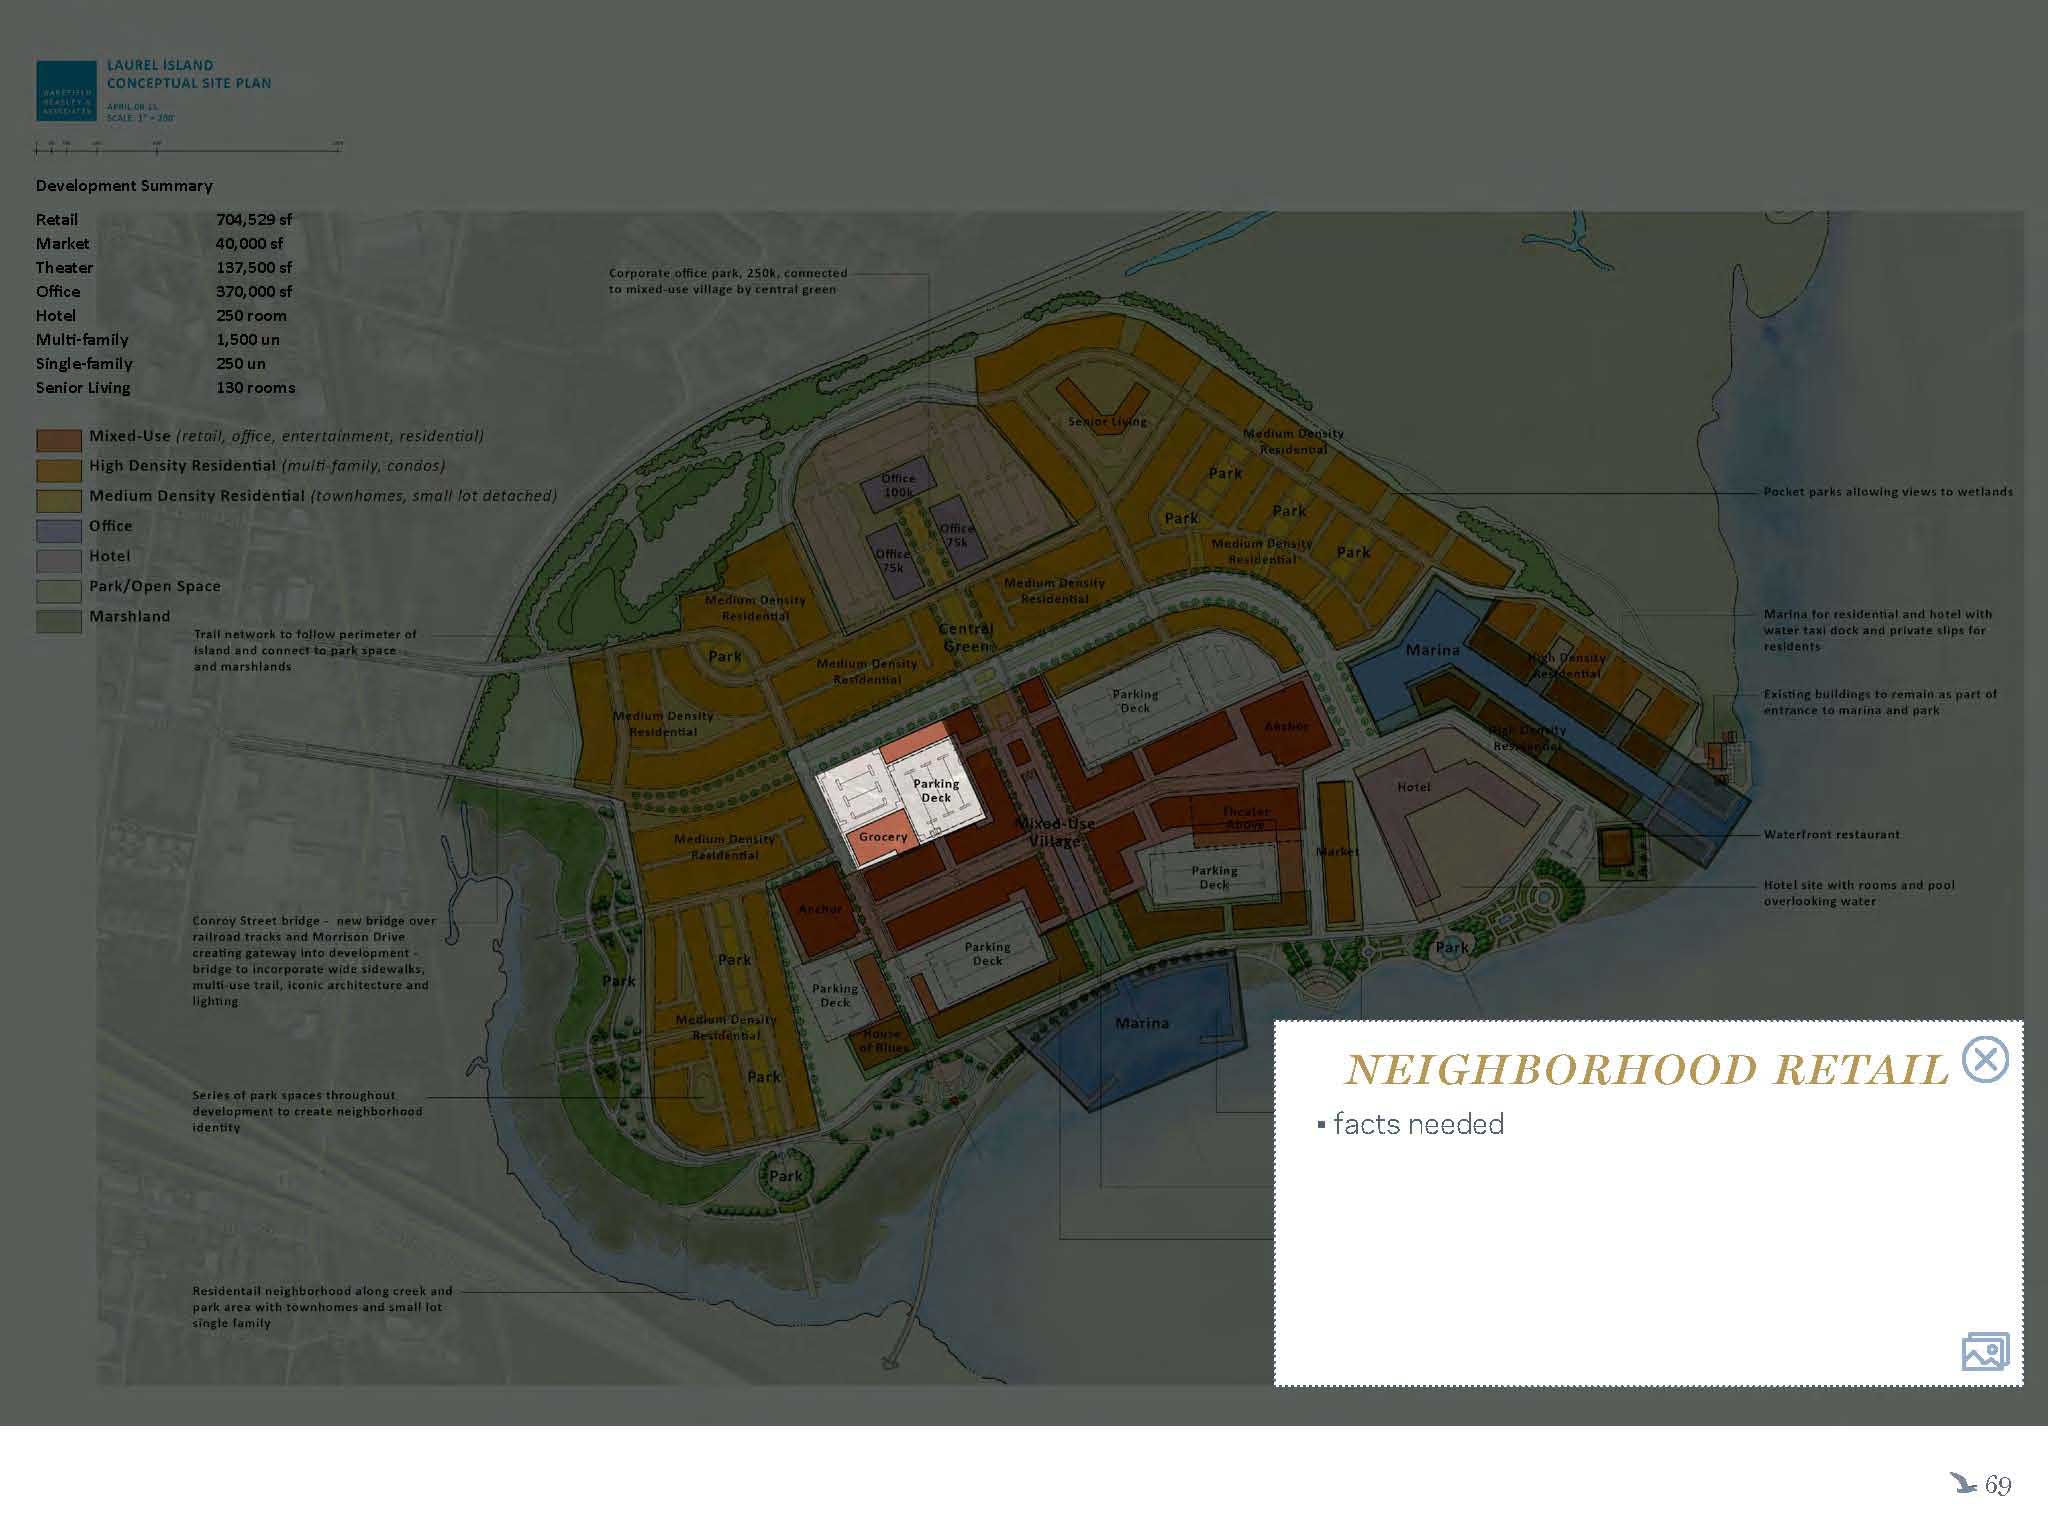 WAKEFIELD
BEASLEY &
ASSOCIATES
LAUREL ISLAND
CONCEPTUAL SITE PLAN
APRIL.08.15
SCALE: 1" = 200'
Development Summary
Retail 704,529 sf
Market 40,000 sf
Theater 137,500 sf
Office 370,000 sf
Hotel 250 room
Multi-family 1,500 un
Single-family 250 un
Senior Living 130 rooms
Mixed-Use (retail, office, entertainment, residential)
High Density Residential (multi-family, condos)
Medium Density Residential (townhomes, small lot detached)
Office
Hotel
Park/Open Space
Marshland
Corporate office park, 250k, connected
to mixed-use village by central green
Trail network to follow perimeter of
island and connect to park space
and marshlands
Conroy Street bridge - new bridge over
railroad tracks and Morrison Drive
creating gateway into development -
bridge to incorporate wide sidewalks,
multi-use trail, iconic architecture and
lighting
Series of park spaces throughout
development to create neighborhood
identity
Residentail neighborhood along creek and
park area with townhomes and small lot
single family
Senior Living
Medium Density
Residential
Park
Park
Park
Park
Medium Density
Residential
Office
100k
Office
75k
Office
75k
Medium Density
Residential
Medium Density
Residential
Central
Green
Park
Medium Density
Residential
Medium Density
Residential
Marina
High Density
Residential
High Density
Residential
Parking
Deck
Anchor
Parking
Deck
Grocery
Mixed-Use
Village
Theater
Above
Market
Hotel
Parking
Deck
Medium Density
Residential
Anchor
Parking
Deck
Parking
Deck
House
of Blues
Park
Park
Medium Density
Residential
Park
Park
Park
Marina
Pocket parks allowing views to wetlands
Marina for residential and hotel with
water taxi dock and private slips for
residents
Existing buildings to remain as part of
entrance to marina and park
Waterfront restaurant
Hotel site with rooms and pool
overlooking water
NEIGHBORHOOD RETAIL
▪ facts needed
69